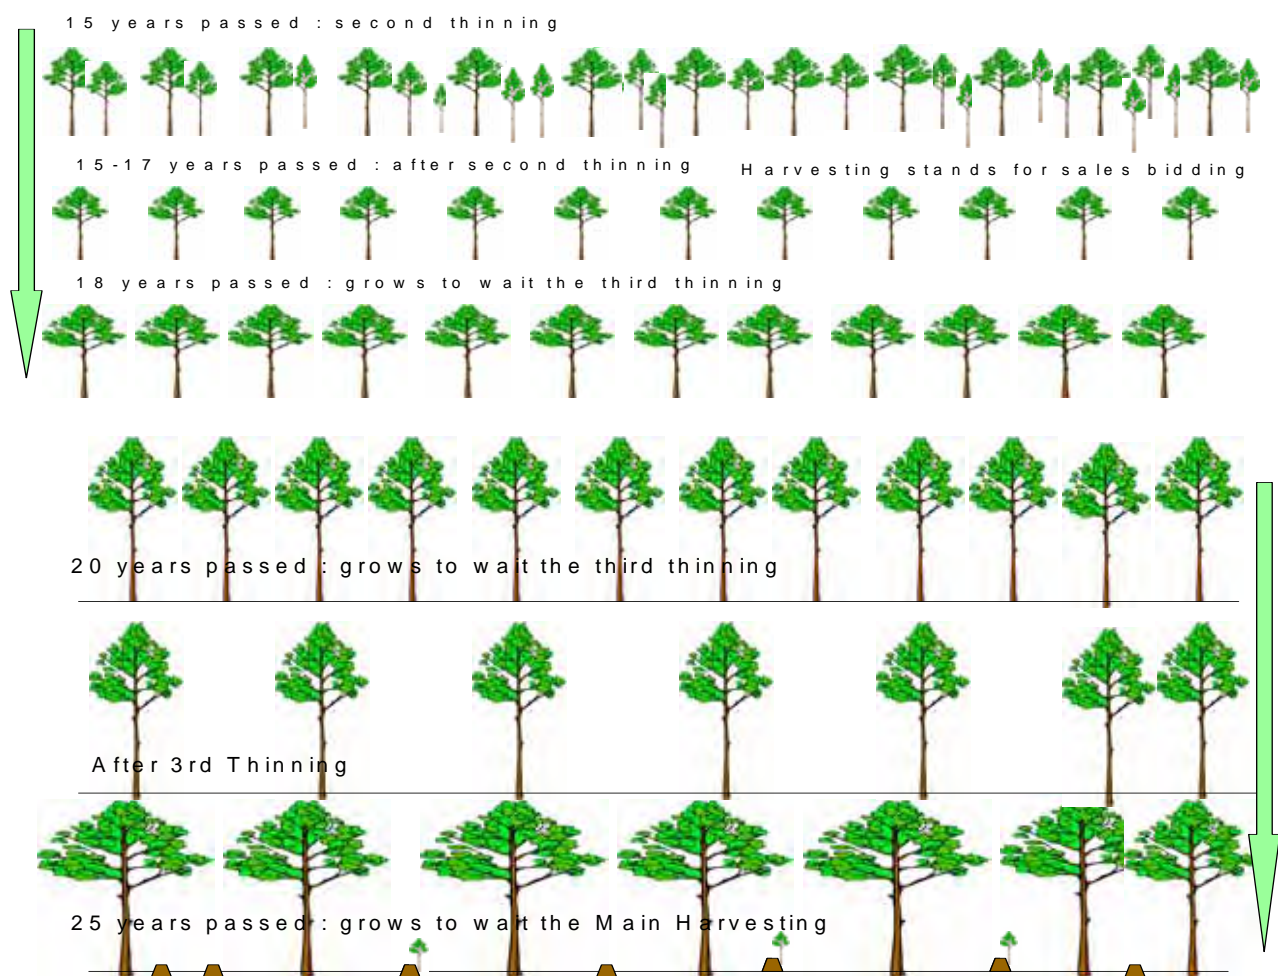 15 years passed : second thinning
15-17 years passed : after second thinning
Harvesting stands for sales bidding
18 years passed : grows to wait the third thinning
20 years passed : grows to wait the third thinning
After 3rd Thinning
25 years passed : grows to wait the Main Harvesting